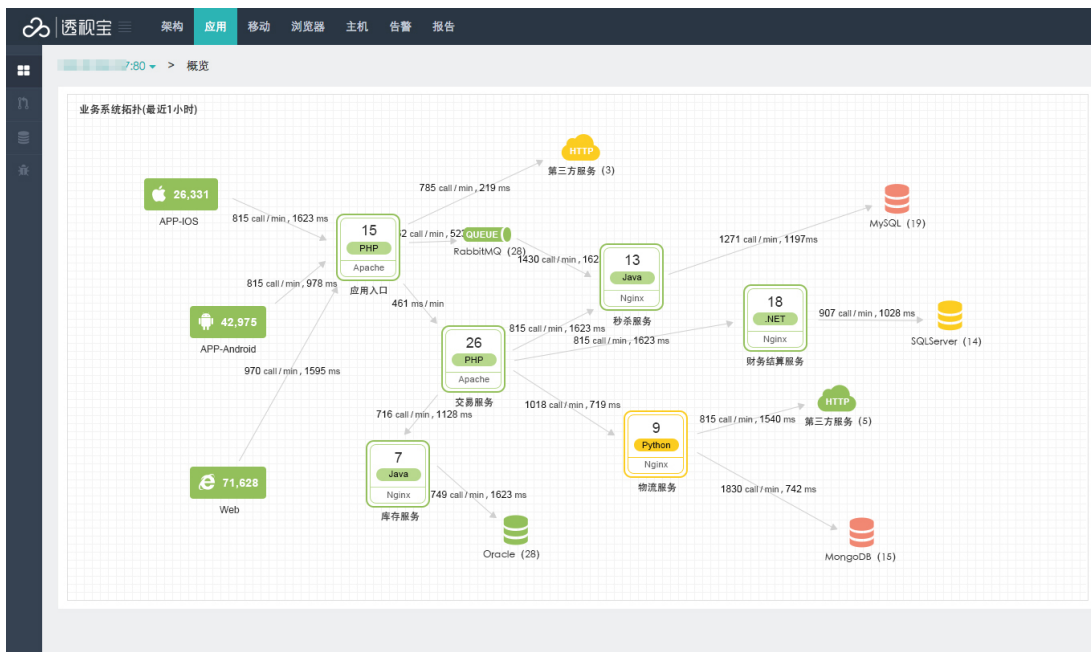 透视宝
架构 应用 移动 浏览器 主机 告警 报告
7:80 > 概览
业务系统拓扑(最近1小时)
HTTP
第三方服务 (3)
785 call / min , 219 ms
26,331
APP-IOS
815 call / min , 1623 ms
15
PHP
Apache
应用入口
2 call / min , 52
QUEUE
RabbitMQ (28)
1430 call / min , 162
13
Java
Nginx
秒杀服务
1271 call / min , 1197ms
MySQL (19)
815 call / min , 978 ms
42,975
APP-Android
461 ms / min
18
.NET
Nginx
财务结算服务
907 call / min , 1028 ms
SQLServer (14)
815 call / min , 1623 ms
815 call / min , 1623 ms
26
PHP
Apache
交易服务
970 call / min , 1595 ms
716 call / min , 1128 ms
1018 call / min , 719 ms
HTTP
第三方服务 (5)
815 call / min , 1540 ms
9
Python
Nginx
物流服务
7
Java
Nginx
库存服务
71,628
Web
749 call / min , 1623 ms
Oracle (28)
1830 call / min , 742 ms
MongoDB (15)